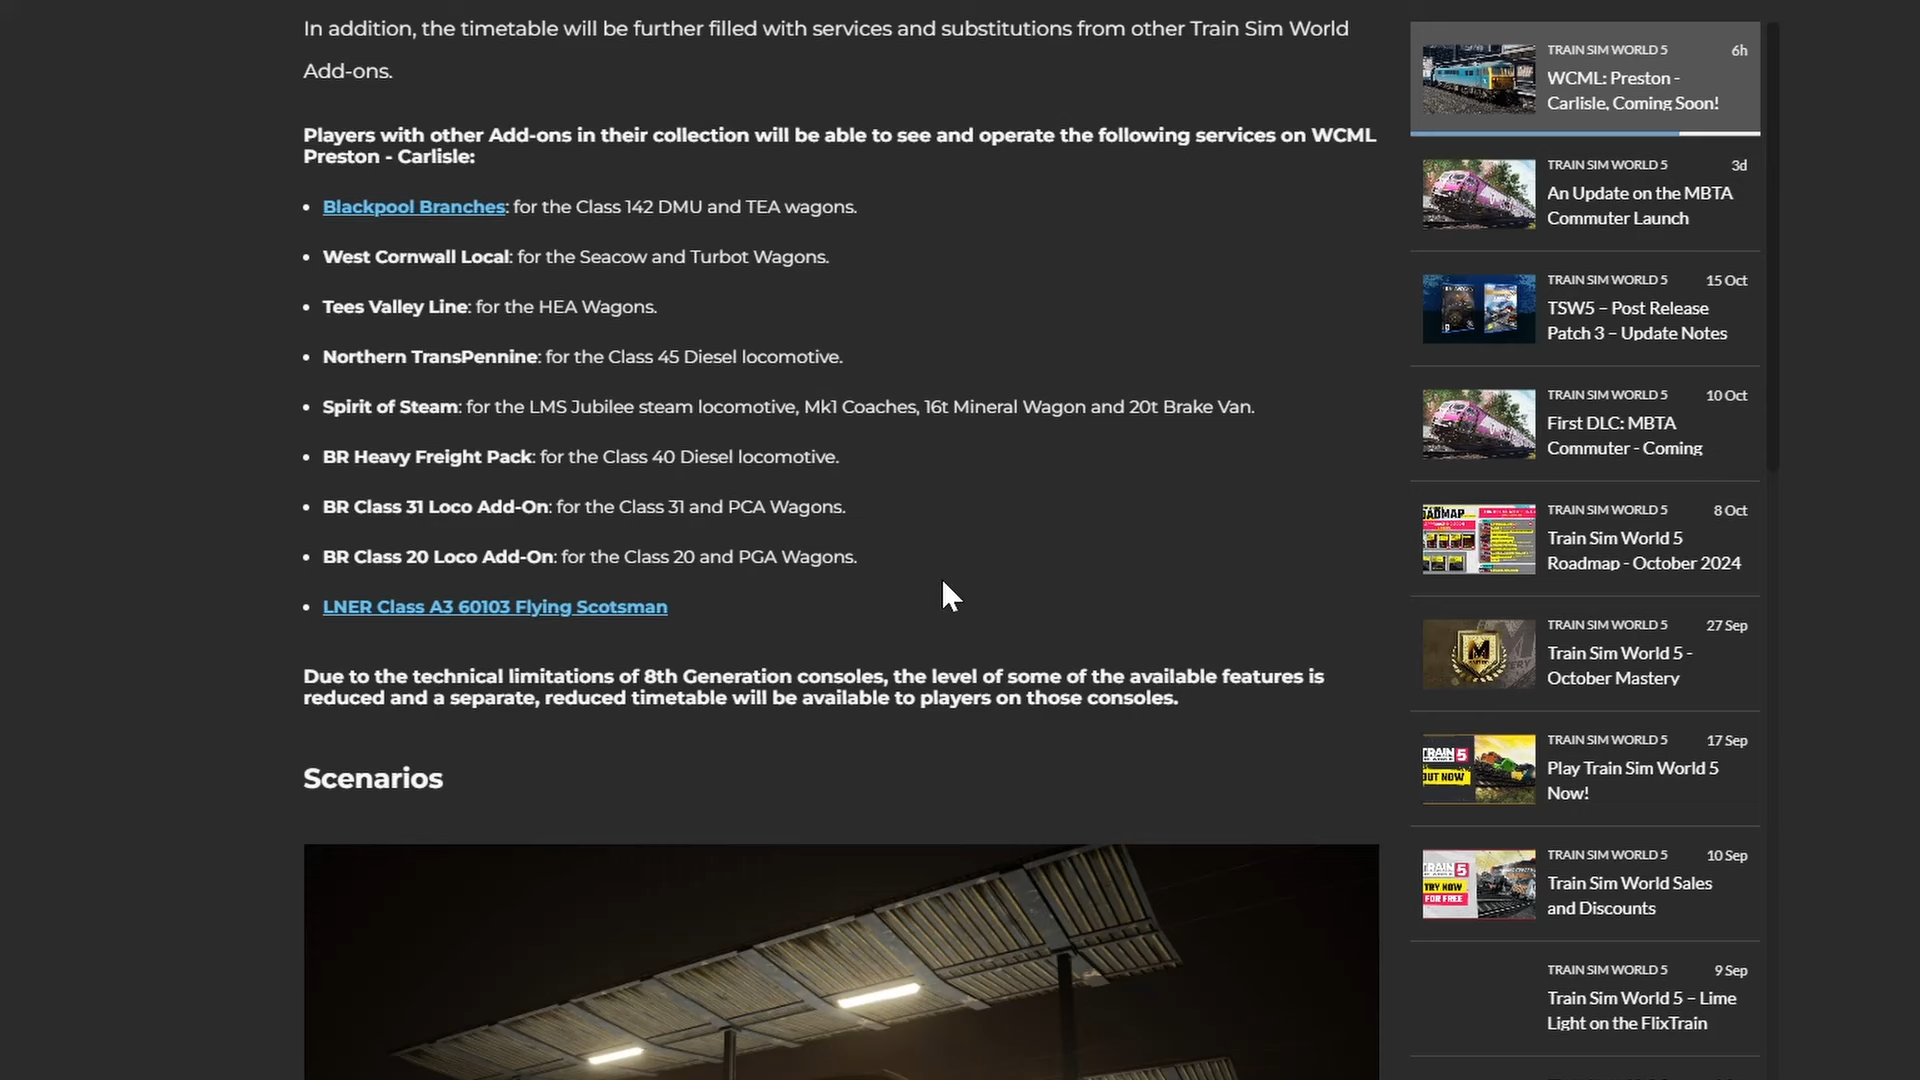 In addition, the timetable will be further filled with services and substitutions from other Train Sim World
Add-ons.
Players with other Add-ons in their collection will be able to see and operate the following services on WCML
Preston - Carlisle:
• Blackpool Branches: for the Class 142 DMU and TEA wagons.
• West Cornwall Local: for the Seacow and Turbot Wagons.
• Tees Valley Line: for the HEA Wagons.
• Northern TransPennine: for the Class 45 Diesel locomotive.
• Spirit of Steam: for the LMS Jubilee steam locomotive, Mk1 Coaches, 16t Mineral Wagon and 20t Brake Van.
• BR Heavy Freight Pack: for the Class 40 Diesel locomotive.
• BR Class 31 Loco Add-On: for the Class 31 and PCA Wagons.
• BR Class 20 Loco Add-On: for the Class 20 and PGA Wagons.
• LNER Class A3 60103 Flying Scotsman
Due to the technical limitations of 8th Generation consoles, the level of some of the available features is
reduced and a separate, reduced timetable will be available to players on those consoles.
Scenarios
TRAIN SIM WORLD 5 6h
WCML: Preston -
Carlisle, Coming Soon!
TRAIN SIM WORLD 5 3d
An Update on the MBTA
Commuter Launch
TRAIN SIM WORLD 5 15 Oct
TSW5 – Post Release
Patch 3 – Update Notes
TRAIN SIM WORLD 5 10 Oct
First DLC: MBTA
Commuter - Coming
ROADMAP
TRAIN SIM WORLD 5 8 Oct
Train Sim World 5
Roadmap - October 2024
M
TRAIN SIM WORLD 5 27 Sep
Train Sim World 5 -
October Mastery
TRAIN 5
OUT NOW
TRAIN SIM WORLD 5 17 Sep
Play Train Sim World 5
Now!
TRAIN 5
TRY NOW
FOR FREE
TRAIN SIM WORLD 5 10 Sep
Train Sim World Sales
and Discounts
TRAIN SIM WORLD 5 9 Sep
Train Sim World 5 – Lime
Light on the FlixTrain